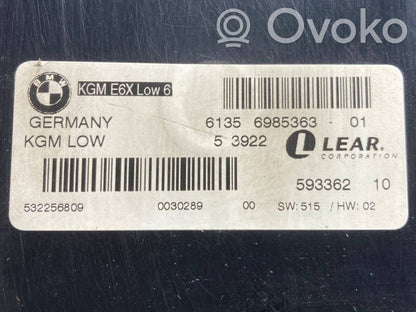 Ovoko
BMW
KGM E6X Low 6
GERMANY 6135 6985363 - 01
KGM LOW 5 3922 LEAR.
CORPORATION
593362 10
532256809 0030289 00 SW: 515 / HW: 02